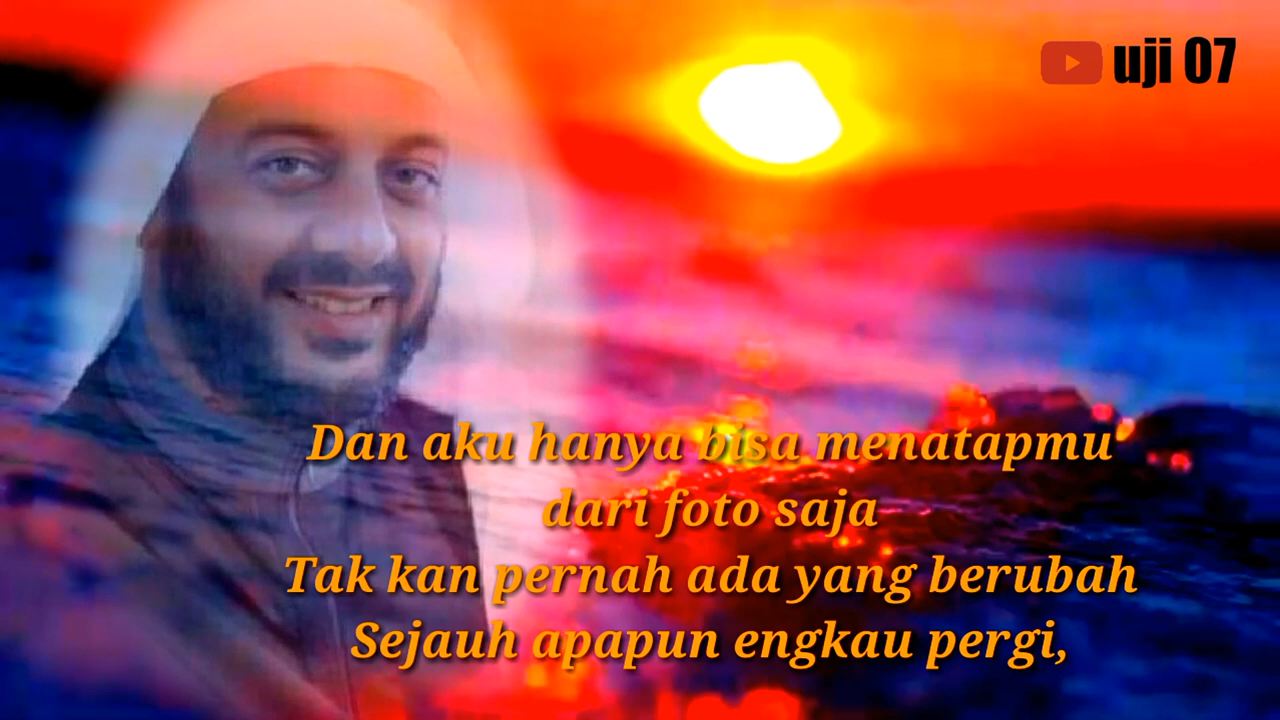 uji 07
Dan aku hanya bisa menatapmu
dari foto saja
Tak kan pernah ada yang berubah
Sejauh apapun engkau pergi,